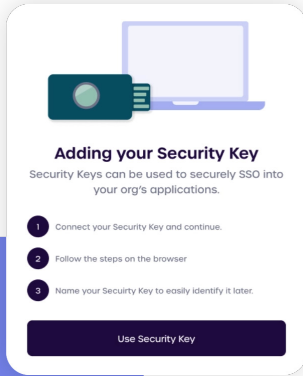 Adding your Security Key
Security Keys can be used to securely SSO into
your org's applications.
1 Connect your Security Key and continue.
2 Follow the steps on the browser
3 Name your Secuirty Key to easily identify it later.
Use Security Key